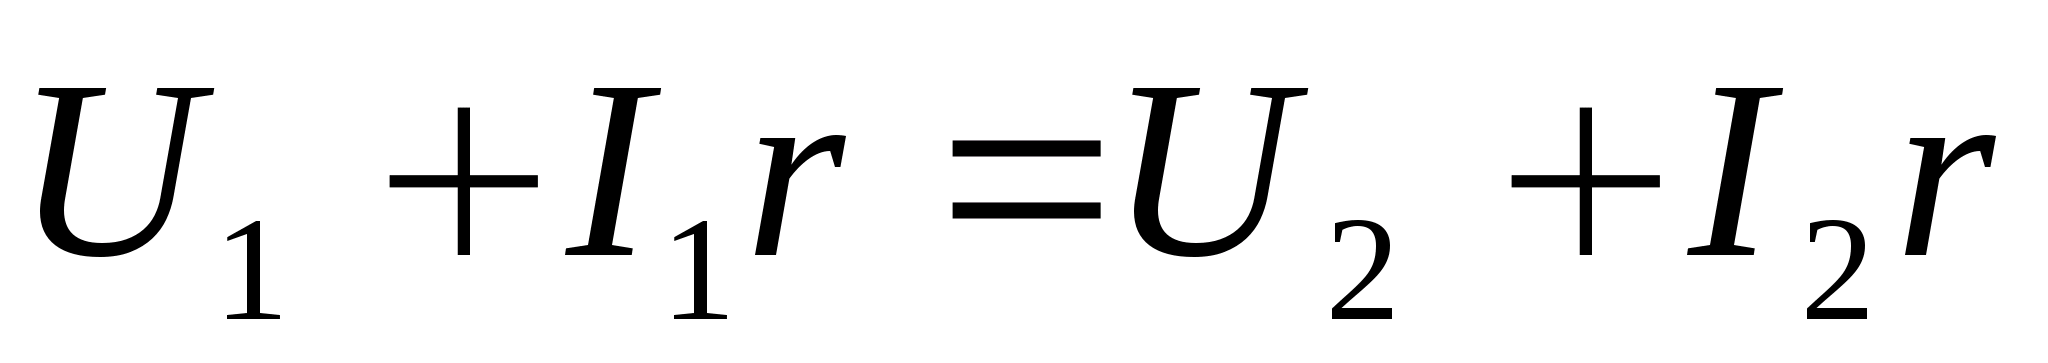 U₁ + I₁r = U₂ + I₂r